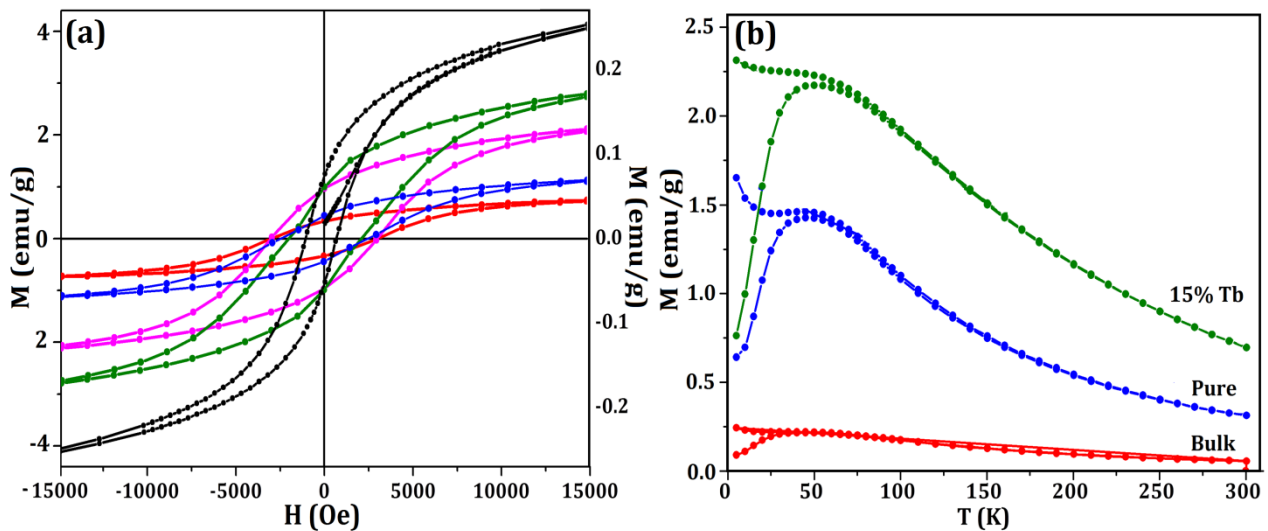 (a)
4
2
0
2
-4
M (emu/g)
0.2
0.1
0.0
-0.1
-0.2
M (emu/g)
-15000 -10000 -5000 0 5000 10000 15000
H (Oe)
(b)
2.5
2.0
1.5
1.0
0.5
0.0
M (emu/g)
15% Tb
Pure
Bulk
0 50 100 150 200 250 300
T (K)